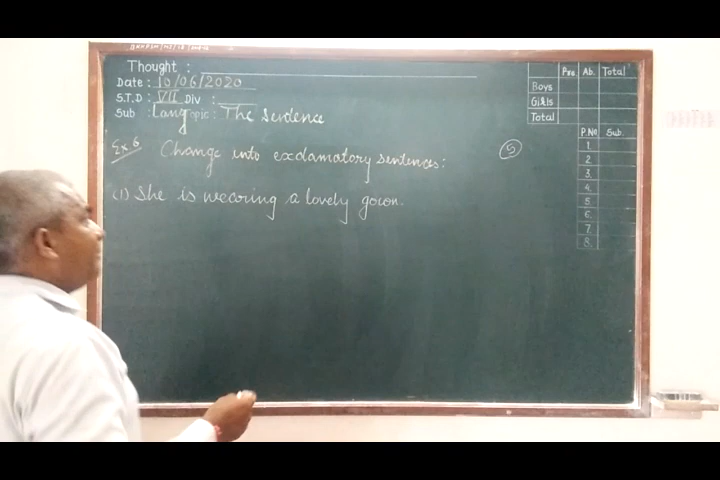 Thought :
Date : 10/06/2020
S.T.D : VII Div :
Sub : Lang Topic : The Sentence
Ex 6 Change into exclamatory sentences : 5
(1) She is wearing a lovely gown.
Pre. Ab. Total
Boys
Girls
Total
P.No Sub.
1.
2.
3.
4.
5.
6.
7.
8.